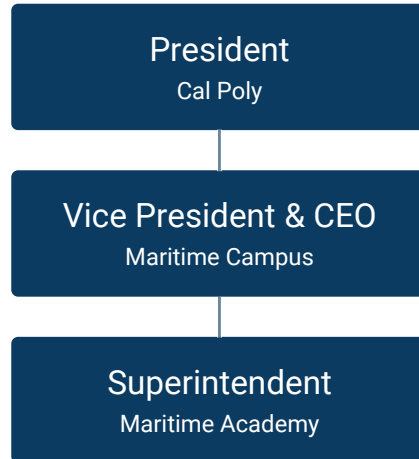 President
Cal Poly
Vice President & CEO
Maritime Campus
Superintendent
Maritime Academy